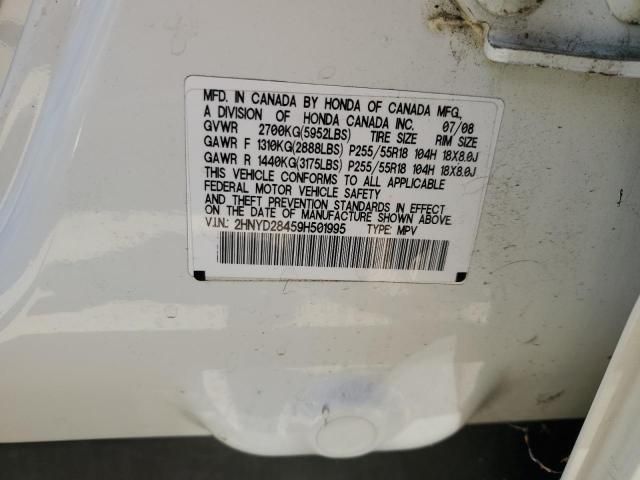 MFD. IN CANADA BY HONDA OF CANADA MFG.,
A DIVISION OF HONDA CANADA INC. 07/08
GVWR 2700KG(5952LBS) TIRE SIZE RIM SIZE
GAWR F 1310KG(2888LBS) P255/55R18 104H 18X8.0J
GAWR R 1440KG(3175LBS) P255/55R18 104H 18X8.0J
THIS VEHICLE CONFORMS TO ALL APPLICABLE
FEDERAL MOTOR VEHICLE SAFETY
AND THEFT PREVENTION STANDARDS IN EFFECT
ON THE DATE OF MANUFACTURE SHOWN ABOVE.
V.I.N.: 2HNYD28459H501995 TYPE: MPV